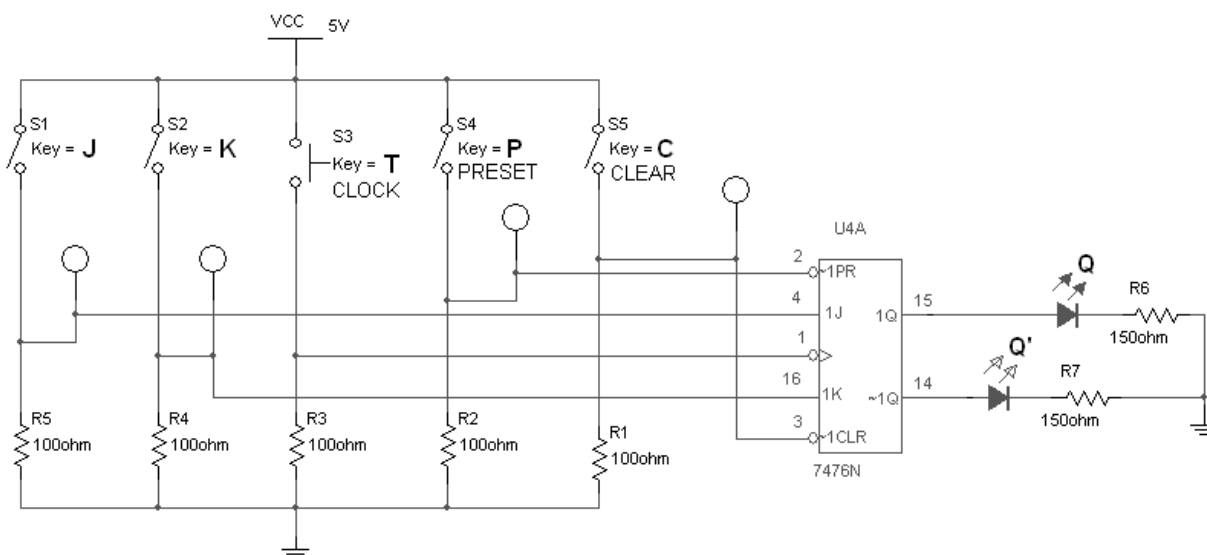 VCC
5V
S1
Key = J
S2
Key = K
S3
Key = T
CLOCK
S4
Key = P
PRESET
S5
Key = C
CLEAR
U4A
2
~1PR
4
1J
1Q
15
1
16
1K
~1Q
14
3
~1CLR
7476N
Q
R6
150ohm
Q'
R7
150ohm
R5
100ohm
R4
100ohm
R3
100ohm
R2
100ohm
R1
100ohm